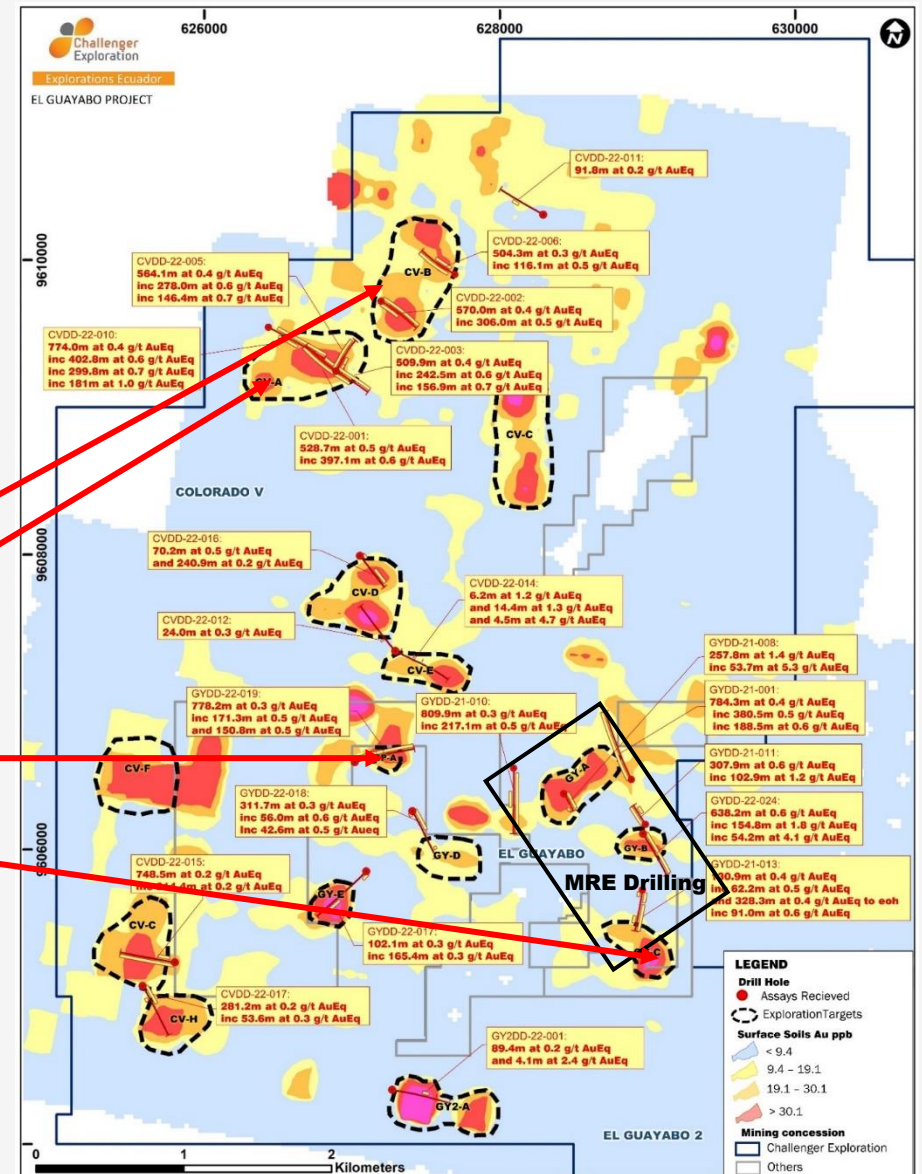 626000
628000
630000
Challenger
Exploration
Explorations Ecuador
EL GUAYABO PROJECT
N
CVDD-22-011:
91.8m at 0.2 g/t AuEq
9610000
CVDD-22-006:
504.3m at 0.3 g/t AuEq
inc 116.1m at 0.5 g/t AuEq
CVDD-22-005:
564.1m at 0.4 g/t AuEq
inc 278.0m at 0.6 g/t AuEq
inc 146.4m at 0.7 g/t AuEq
CV-B
CVDD-22-002:
570.0m at 0.4 g/t AuEq
inc 306.0m at 0.5 g/t AuEq
CVDD-22-010:
774.0m at 0.4 g/t AuEq
inc 402.8m at 0.6 g/t AuEq
inc 299.8m at 0.7 g/t AuEq
inc 181m at 1.0 g/t AuEq
CVDD-22-003:
509.9m at 0.4 g/t AuEq
inc 242.5m at 0.6 g/t AuEq
inc 156.9m at 0.7 g/t AuEq
CV-A
CVDD-22-001:
528.7m at 0.5 g/t AuEq
inc 397.1m at 0.6 g/t AuEq
CV-C
COLORADO V
9608000
CVDD-22-016:
70.2m at 0.5 g/t AuEq
and 240.9m at 0.2 g/t AuEq
CV-D
CVDD-22-014:
6.2m at 1.2 g/t AuEq
and 14.4m at 1.3 g/t AuEq
and 4.5m at 4.7 g/t AuEq
CVDD-22-012:
24.0m at 0.3 g/t AuEq
CV-E
GYDD-21-008:
257.8m at 1.4 g/t AuEq
inc 53.7m at 5.3 g/t AuEq
GYDD-22-019:
778.2m at 0.3 g/t AuEq
inc 171.3m at 0.5 g/t AuEq
and 150.8m at 0.5 g/t AuEq
GYDD-21-010:
809.9m at 0.3 g/t AuEq
inc 217.1m at 0.5 g/t AuEq
GYDD-21-001:
784.3m at 0.4 g/t AuEq
inc 380.5m 0.5 g/t AuEq
inc 188.5m at 0.6 g/t AuEq
CV-F
GY-A
GYDD-21-011:
307.9m at 0.6 g/t AuEq
inc 102.9m at 1.2 g/t AuEq
GYDD-22-018:
311.7m at 0.3 g/t AuEq
inc 56.0m at 0.6 g/t AuEq
inc 42.6m at 0.5 g/t AuEq
GYDD-22-024:
638.2m at 0.6 g/t AuEq
inc 154.8m at 1.8 g/t AuEq
inc 54.2m at 4.1 g/t AuEq
9606000
GY-B
GY-D
EL GUAYABO
MRE Drilling
CVDD-22-015:
748.5m at 0.2 g/t AuEq
at 0.2 g/t AuEq
GYDD-21-013:
at 0.4 g/t AuEq
62.2m at 0.5 g/t AuEq
and 328.3m at 0.4 g/t AuEq to eoh
inc 91.0m at 0.6 g/t AuEq
GY-E
CV-C
GYDD-22-017:
102.1m at 0.3 g/t AuEq
inc 165.4m at 0.3 g/t AuEq
CVDD-22-017:
281.2m at 0.2 g/t AuEq
inc 53.6m at 0.3 g/t AuEq
CV-H
GY2DD-22-001:
89.4m at 0.2 g/t AuEq
and 4.1m at 2.4 g/t AuEq
GY2-A
EL GUAYABO 2
LEGEND
Drill Hole
Assays Recieved
ExplorationTargets
Surface Soils Au ppb
< 9.4
9.4 – 19.1
19.1 – 30.1
> 30.1
Mining concession
Challenger Exploration
Others
0 1 2
Kilometers